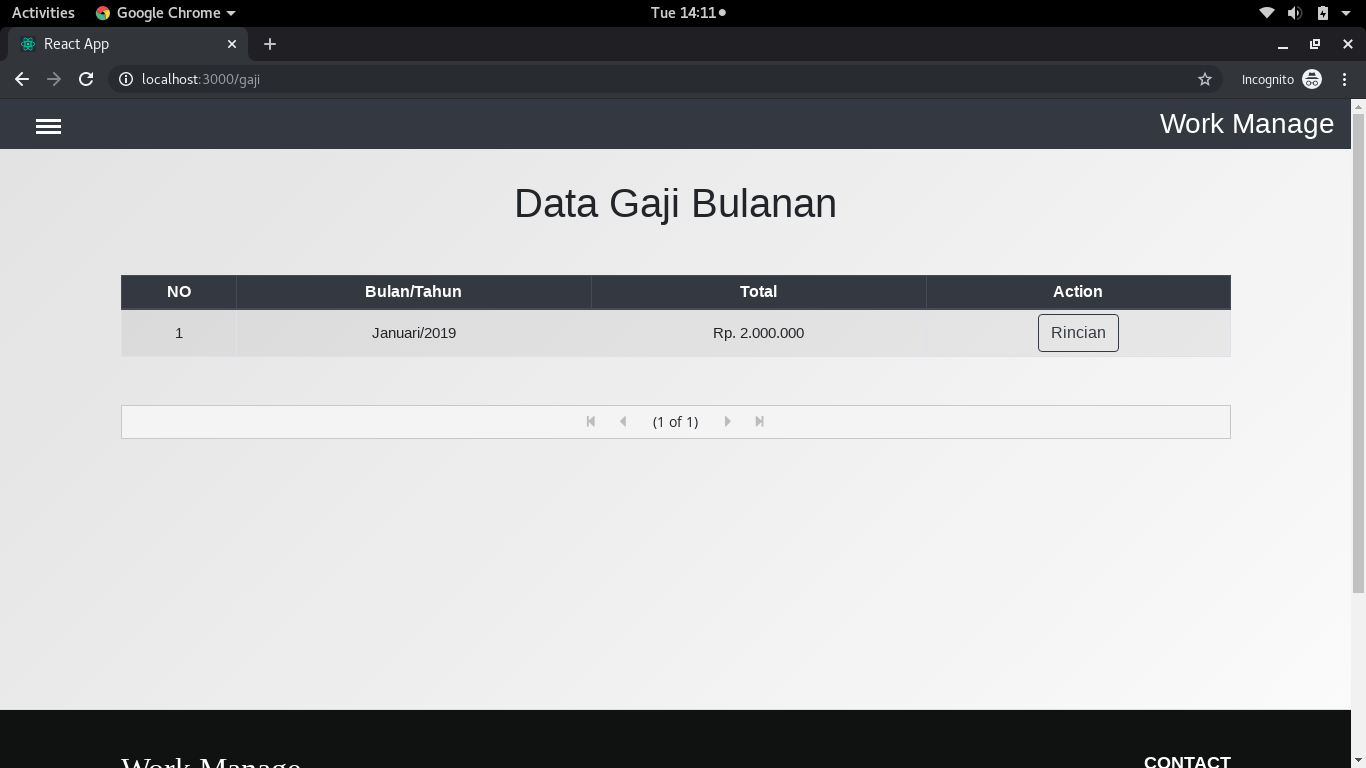 Activities Google Chrome Tue 14:11
React App
localhost:3000/gaji Incognito
Work Manage
Data Gaji Bulanan
NO Bulan/Tahun Total Action
1 Januari/2019 Rp. 2.000.000 Rincian
(1 of 1)
Work Manage CONTACT